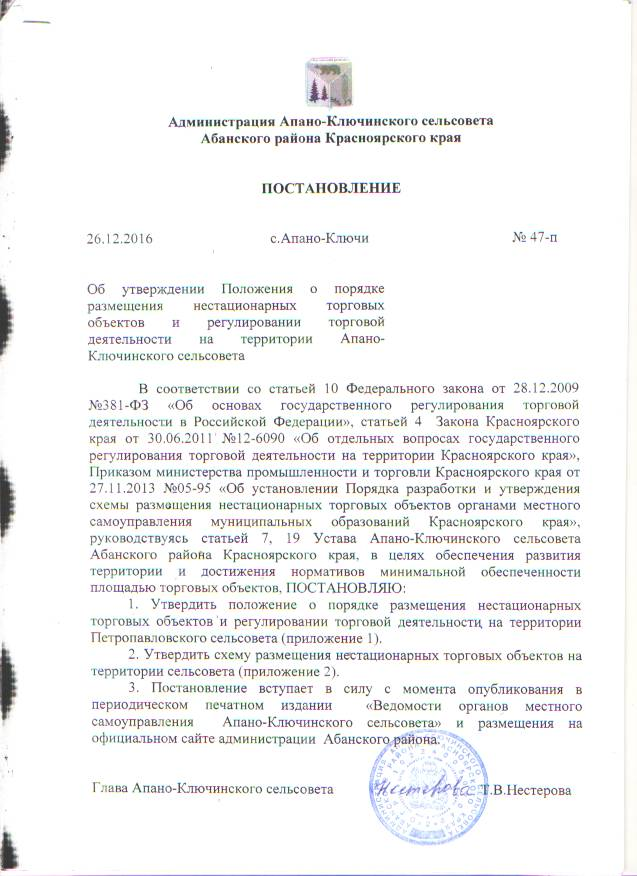 Администрация Апано-Ключинского сельсовета
Абанского района Красноярского края
ПОСТАНОВЛЕНИЕ
26.12.2016 с.Апано-Ключи № 47-п
Об утверждении Положения о порядке
размещения нестационарных торговых
объектов и регулировании торговой
деятельности на территории Апано-
Ключинского сельсовета
В соответствии со статьей 10 Федерального закона от 28.12.2009
№381-ФЗ «Об основах государственного регулирования торговой
деятельности в Российской Федерации», статьей 4 Закона Красноярского
края от 30.06.2011 №12-6090 «Об отдельных вопросах государственного
регулирования торговой деятельности на территории Красноярского края»,
Приказом министерства промышленности и торговли Красноярского края от
27.11.2013 №05-95 «Об установлении Порядка разработки и утверждения
схемы размещения нестационарных торговых объектов органами местного
самоуправления муниципальных образований Красноярского края»,
руководствуясь статьей 7, 19 Устава Апано-Ключинского сельсовета
Абанского района Красноярского края, в целях обеспечения развития
территории и достижения нормативов минимальной обеспеченности
площадью торговых объектов, ПОСТАНОВЛЯЮ:
1. Утвердить положение о порядке размещения нестационарных
торговых объектов и регулировании торговой деятельности на территории
Петропавловского сельсовета (приложение 1).
2. Утвердить схему размещения нестационарных торговых объектов на
территории сельсовета (приложение 2).
3. Постановление вступает в силу с момента опубликования в
периодическом печатном издании «Ведомости органов местного
самоуправления Апано-Ключинского сельсовета» и размещения на
официальном сайте администрации Абанского района.
Глава Апано-Ключинского сельсовета Нестерова Т.В.Нестерова